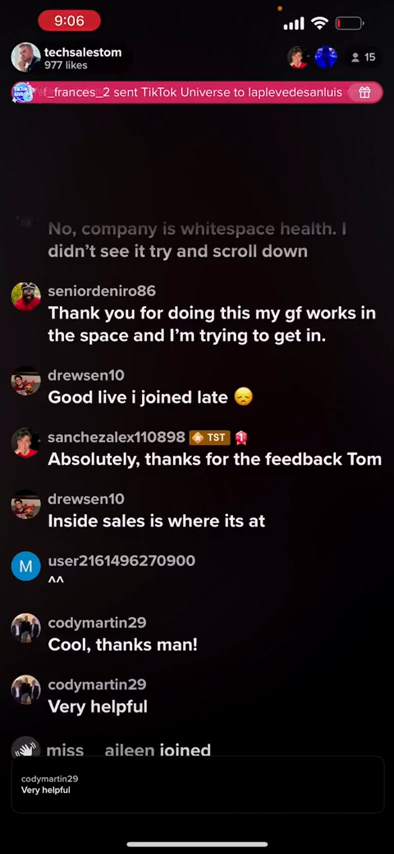 9:06
techsalestom
977 likes
15
f_frances_2 sent TikTok Universe to laplevedesanluis
No, company is whitespace health. I
didn't see it try and scroll down
seniordeniro86
Thank you for doing this my gf works in
the space and I'm trying to get in.
drewsen10
Good live i joined late 😞
sanchezalex110898 TST 1
Absolutely, thanks for the feedback Tom
drewsen10
Inside sales is where its at
M
user2161496270900
^^
codymartin29
Cool, thanks man!
codymartin29
Very helpful
miss__aileen joined
codymartin29
Very helpful